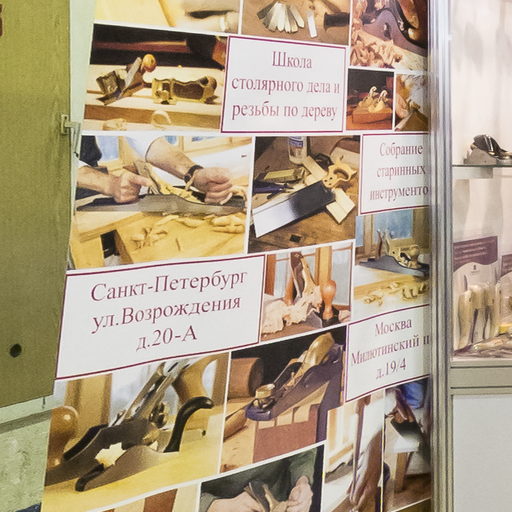 Школа
столярного дела и
резьбы по дереву
Собрание
старинных
инструменто
Санкт-Петербург
ул.Возрождения
д.20-А
Москва
Милютинский п
д.19/4